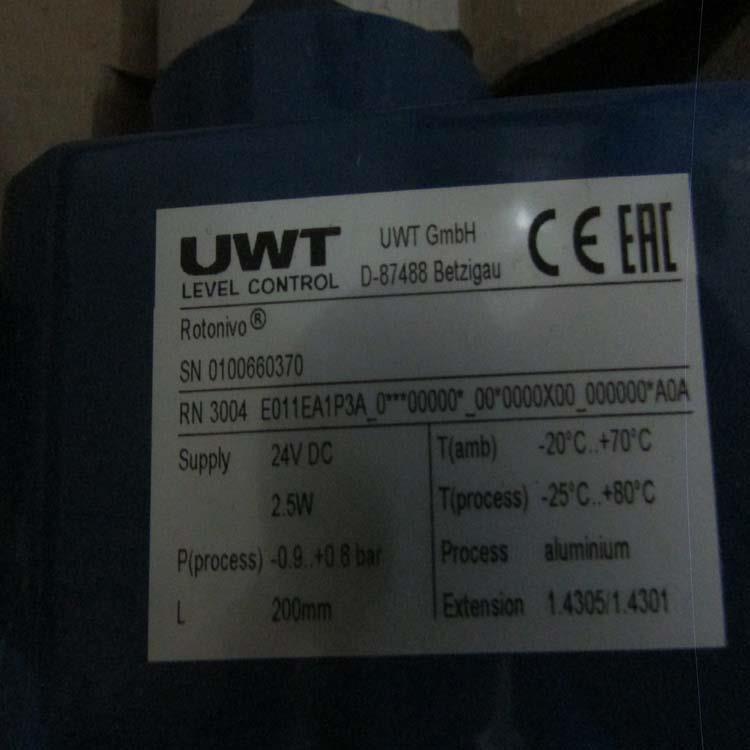 UWT
LEVEL CONTROL
UWT GmbH
D-87488 Betzigau
CE EAC
Rotonivo®
SN 0100660370
RN 3004 E011EA1P3A_0***00000*_00*0000X00_000000*A0A
Supply 24V DC
2.5W
P(process) -0.9..+0.8 bar
L 200mm
T(amb) -20°C..+70°C
T(process) -25°C..+80°C
Process aluminium
Extension 1.4305/1.4301